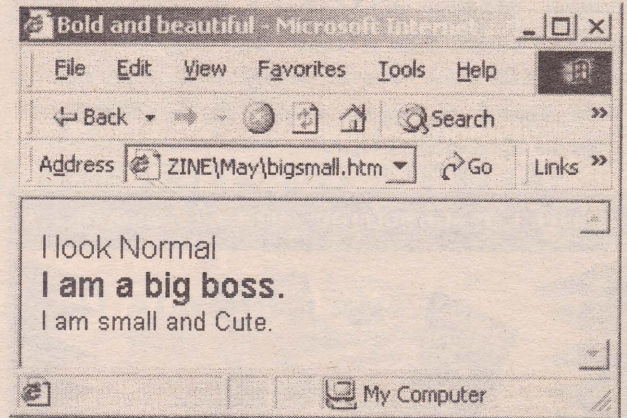 Bold and beautiful - Microsoft Internet
File Edit View Favorites Tools Help
Back Search »
Address ZINE\May\bigsmall.htm Go Links »
I look Normal
I am a big boss.
I am small and Cute.
My Computer